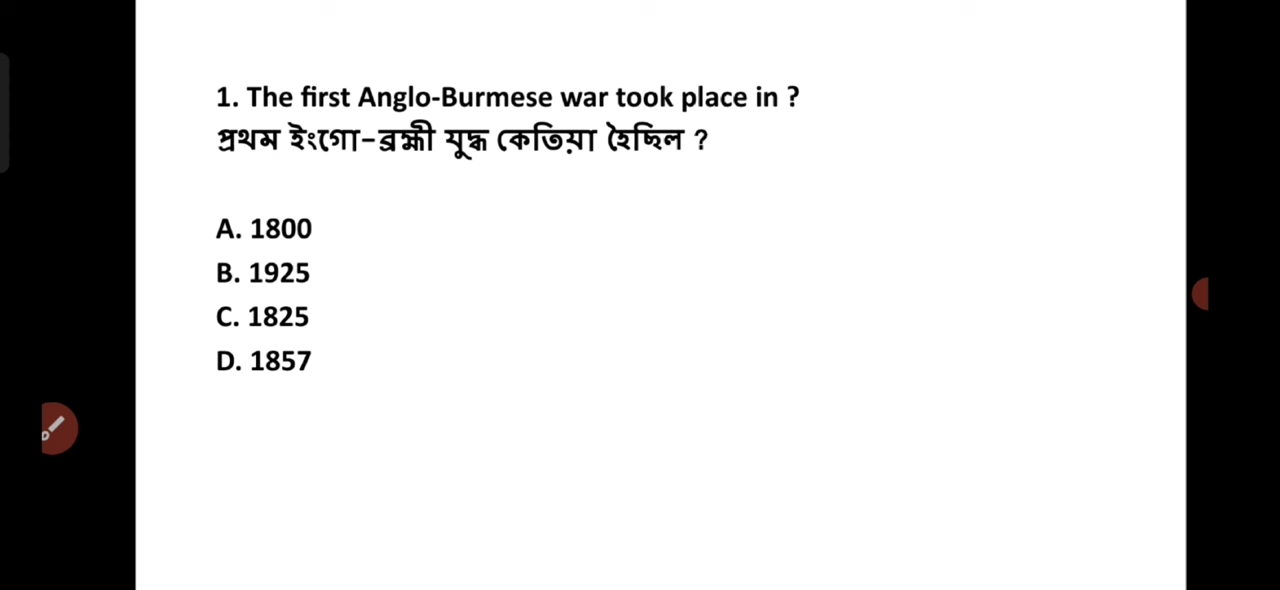 1. The first Anglo-Burmese war took place in ?
প্ৰথম ইংগো-ব্ৰহ্মী যুদ্ধ কেতিয়া হৈছিল ?
A. 1800
B. 1925
C. 1825
D. 1857